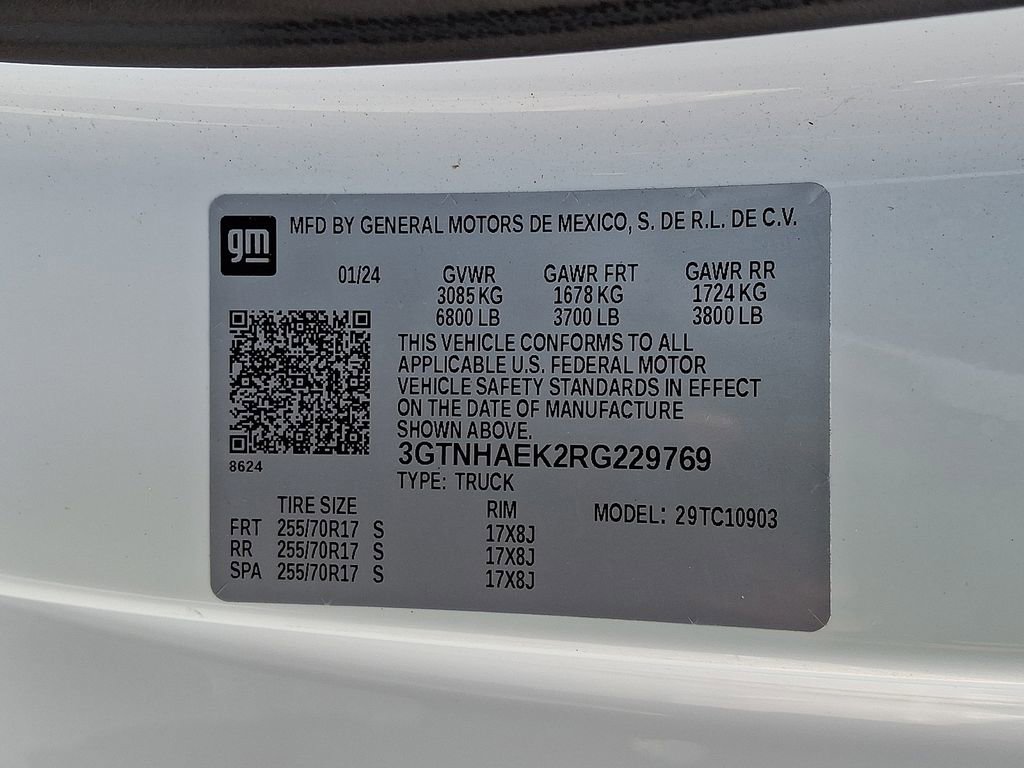 gm MFD BY GENERAL MOTORS DE MEXICO, S. DE R.L. DE C.V.
01/24 GVWR GAWR FRT GAWR RR
3085 KG 1678 KG 1724 KG
6800 LB 3700 LB 3800 LB
THIS VEHICLE CONFORMS TO ALL
APPLICABLE U.S. FEDERAL MOTOR
VEHICLE SAFETY STANDARDS IN EFFECT
ON THE DATE OF MANUFACTURE
SHOWN ABOVE.
8624
3GTNHAEK2RG229769
TYPE: TRUCK
TIRE SIZE RIM MODEL: 29TC10903
FRT 255/70R17 S 17X8J
RR 255/70R17 S 17X8J
SPA 255/70R17 S 17X8J